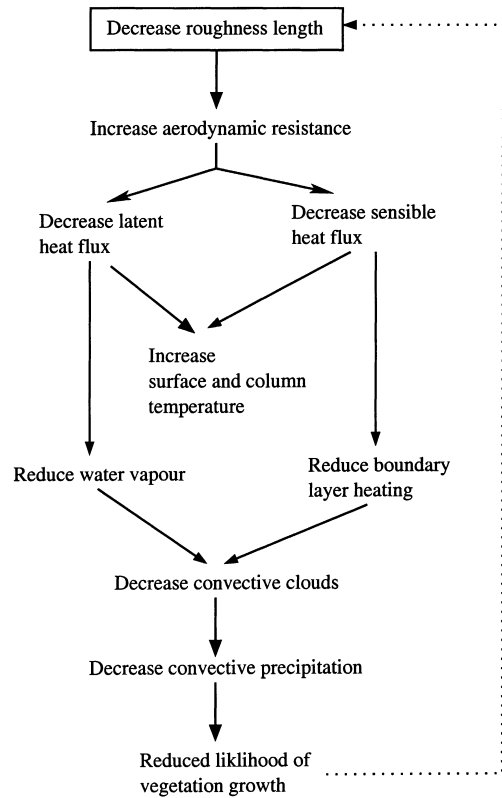 Decrease roughness length
Increase aerodynamic resistance
Decrease latent
heat flux
Decrease sensible
heat flux
Increase
surface and column
temperature
Reduce water vapour
Reduce boundary
layer heating
Decrease convective clouds
Decrease convective precipitation
Reduced liklihood of
vegetation growth